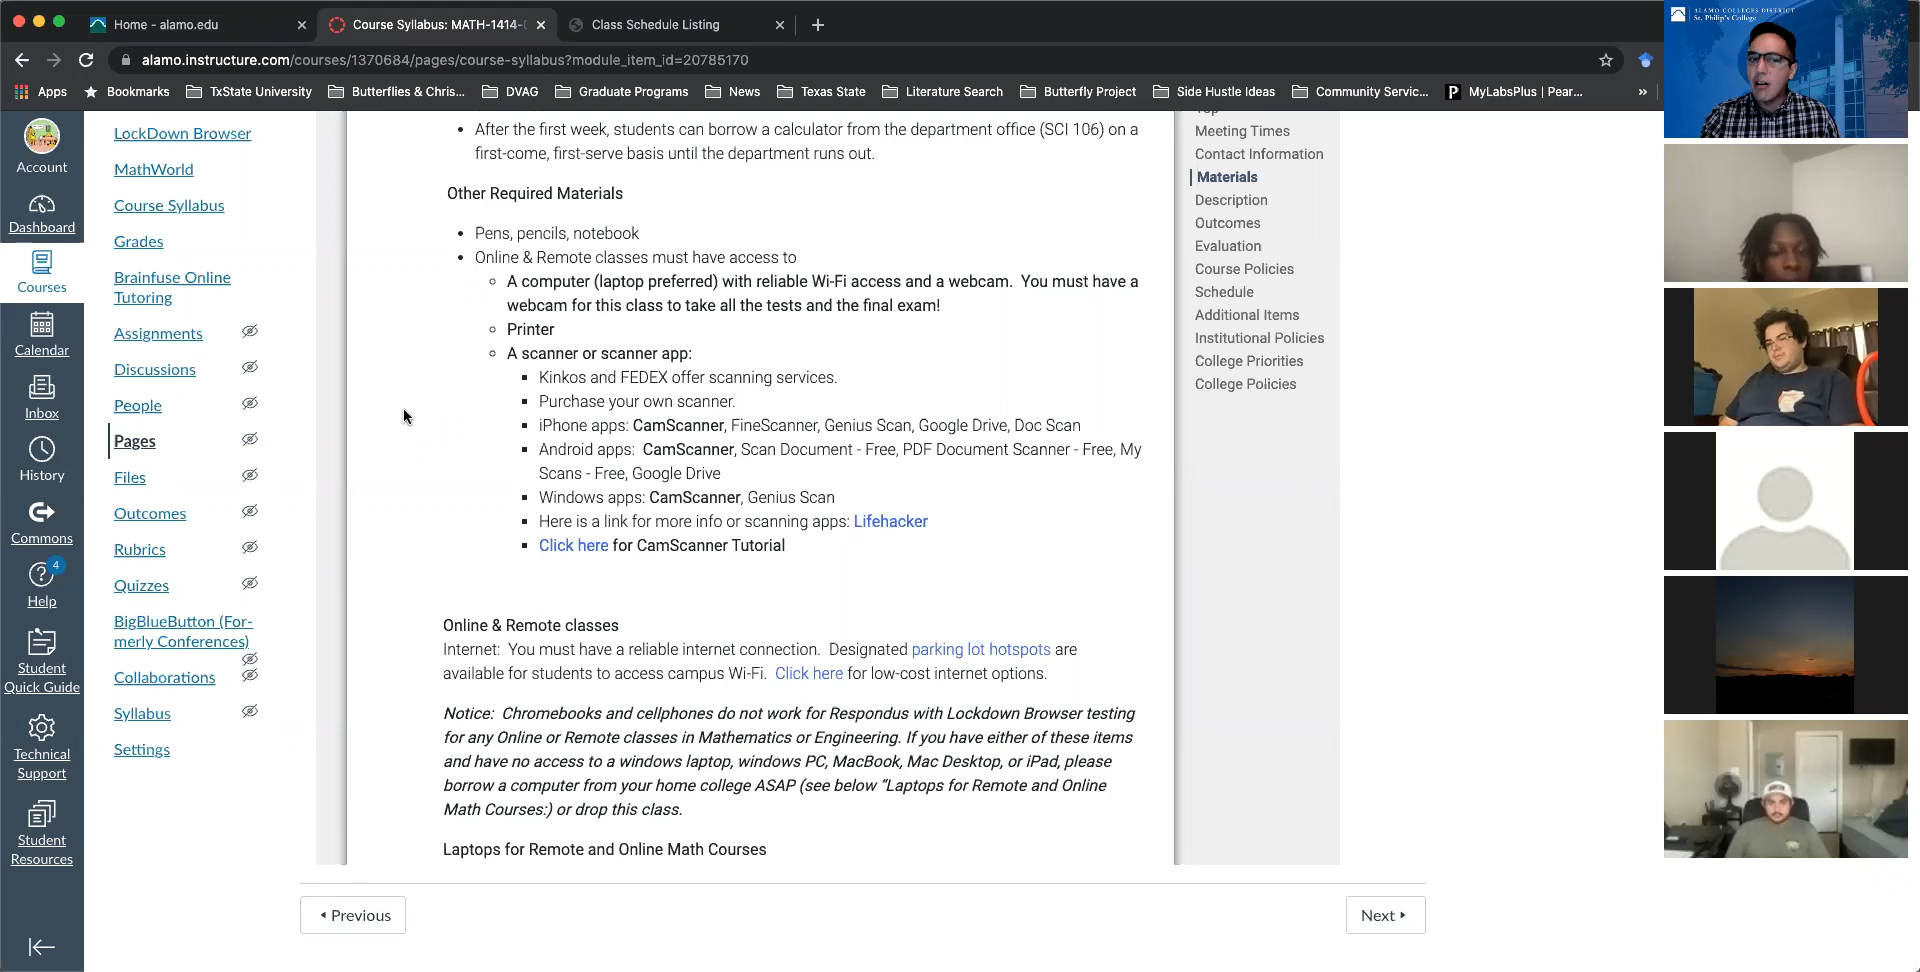 Home - alamo.edu
Course Syllabus: MATH-1414-
Class Schedule Listing
alamo.instructure.com/courses/1370684/pages/course-syllabus?module_item_id=20785170
Apps
Bookmarks
TxState University
Butterflies & Chris...
DVAG
Graduate Programs
News
Texas State
Literature Search
Butterfly Project
Side Hustle Ideas
Community Servic...
MyLabsPlus | Pear...
»
Account
Dashboard
Courses
Calendar
Inbox
History
Commons
4
Help
Student
Quick Guide
Technical
Support
Student
Resources
LockDown Browser
MathWorld
Course Syllabus
Grades
Brainfuse Online
Tutoring
Assignments
Discussions
People
Pages
Files
Outcomes
Rubrics
Quizzes
BigBlueButton (For-
merly Conferences)
Collaborations
Syllabus
Settings
• After the first week, students can borrow a calculator from the department office (SCI 106) on a
first-come, first-serve basis until the department runs out.
Other Required Materials
• Pens, pencils, notebook
• Online & Remote classes must have access to
◦ A computer (laptop preferred) with reliable Wi-Fi access and a webcam. You must have a
webcam for this class to take all the tests and the final exam!
◦ Printer
◦ A scanner or scanner app:
▪ Kinkos and FEDEX offer scanning services.
▪ Purchase your own scanner.
▪ iPhone apps: CamScanner, FineScanner, Genius Scan, Google Drive, Doc Scan
▪ Android apps: CamScanner, Scan Document - Free, PDF Document Scanner - Free, My
Scans - Free, Google Drive
▪ Windows apps: CamScanner, Genius Scan
▪ Here is a link for more info or scanning apps: Lifehacker
▪ Click here for CamScanner Tutorial
Online & Remote classes
Internet: You must have a reliable internet connection. Designated parking lot hotspots are
available for students to access campus Wi-Fi. Click here for low-cost internet options.
Notice: Chromebooks and cellphones do not work for Respondus with Lockdown Browser testing
for any Online or Remote classes in Mathematics or Engineering. If you have either of these items
and have no access to a windows laptop, windows PC, MacBook, Mac Desktop, or iPad, please
borrow a computer from your home college ASAP (see below “Laptops for Remote and Online
Math Courses:) or drop this class.
Laptops for Remote and Online Math Courses
Top
Meeting Times
Contact Information
Materials
Description
Outcomes
Evaluation
Course Policies
Schedule
Additional Items
Institutional Policies
College Priorities
College Policies
Previous
Next
ALAMO COLLEGES DISTRICT
St. Philip's College